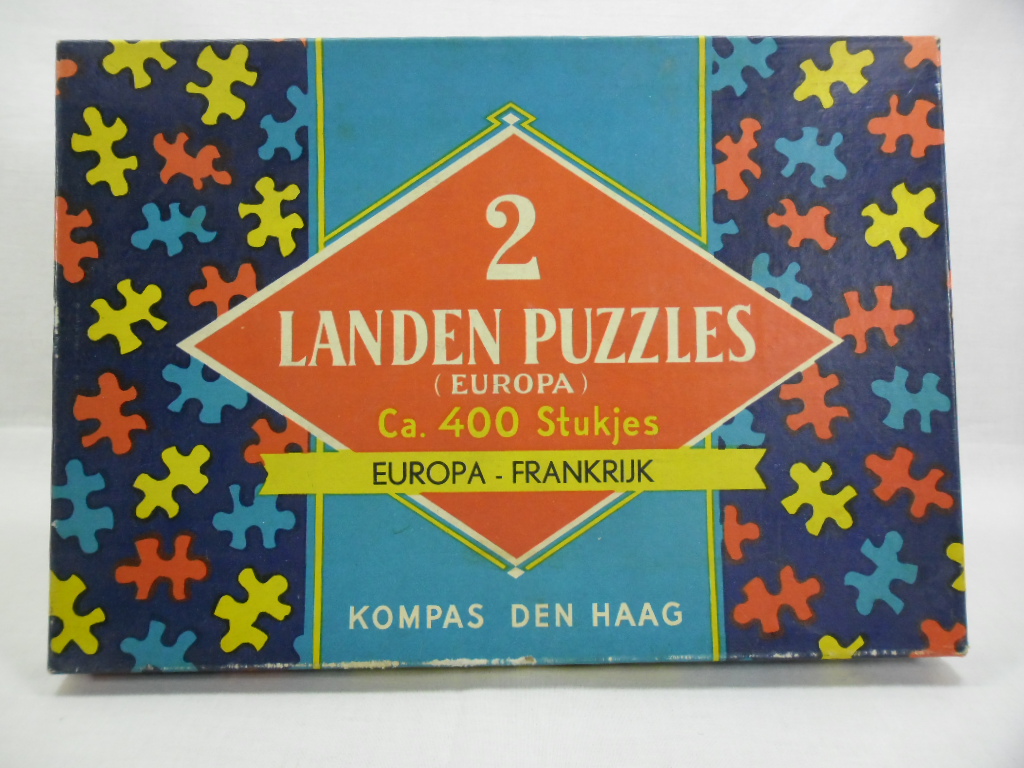 2
LANDEN PUZZLES
(EUROPA)
Ca. 400 Stukjes
EUROPA - FRANKRIJK
KOMPAS DEN HAAG